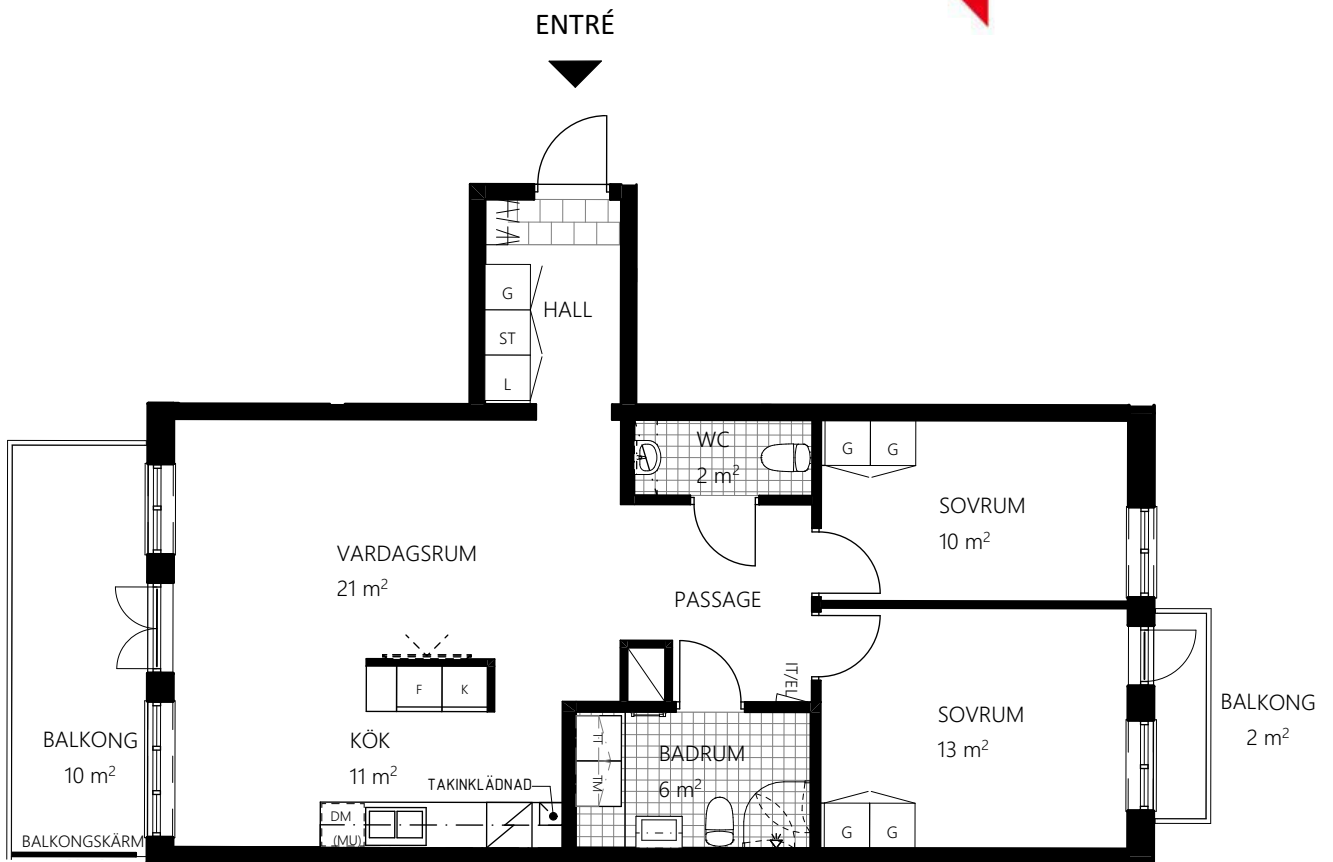 ENTRÉ
G
HALL
ST
L
WC
2 m²
G
G
SOVRUM
10 m²
VARDAGSRUM
21 m²
PASSAGE
IT/EL
F
K
SOVRUM
13 m²
BALKONG
2 m²
BALKONG
10 m²
KÖK
11 m²
TAKINKLÄDNAD
TT
TM
BADRUM
6 m²
DM
(MU)
G
G
BALKONGSKÄRM